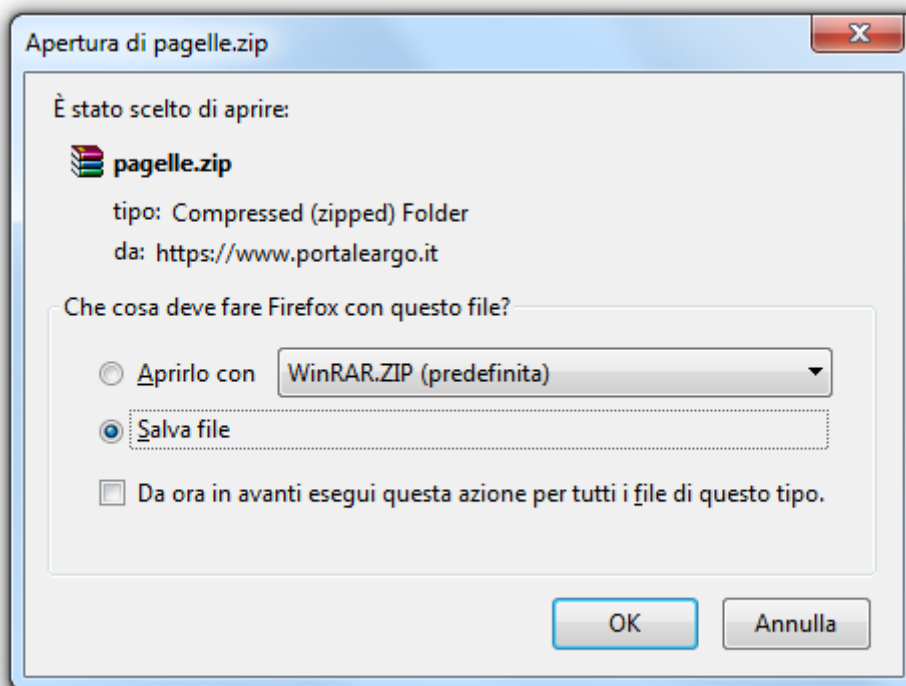 Apertura di pagelle.zip
È stato scelto di aprire:
pagelle.zip
tipo: Compressed (zipped) Folder
da: https://www.portaleargo.it
Che cosa deve fare Firefox con questo file?
Aprirlo con WinRAR.ZIP (predefinita)
Salva file
Da ora in avanti esegui questa azione per tutti i file di questo tipo.
OK Annulla